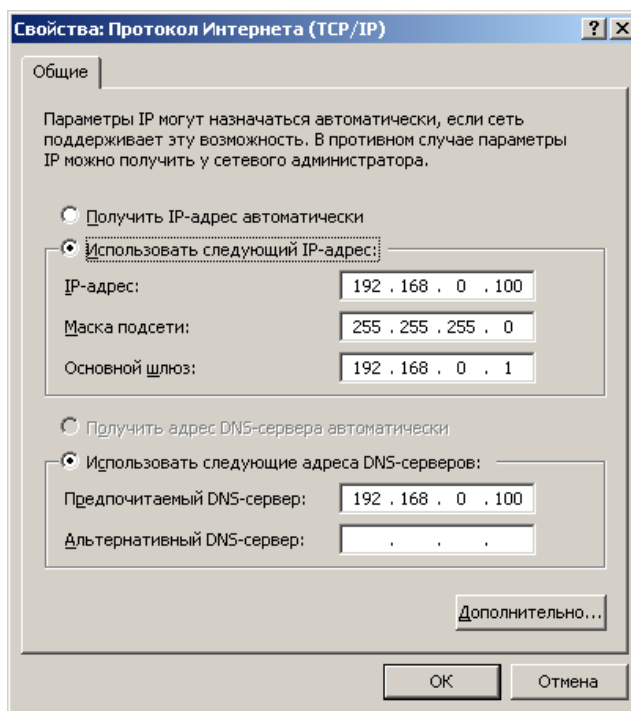 Свойства: Протокол Интернета (TCP/IP)
Общие
Параметры IP могут назначаться автоматически, если сеть
поддерживает эту возможность. В противном случае параметры
IP можно получить у сетевого администратора.
Получить IP-адрес автоматически
Использовать следующий IP-адрес:
IP-адрес: 192 . 168 . 0 . 100
Маска подсети: 255 . 255 . 255 . 0
Основной шлюз: 192 . 168 . 0 . 1
Получить адрес DNS-сервера автоматически
Использовать следующие адреса DNS-серверов:
Предпочитаемый DNS-сервер: 192 . 168 . 0 . 100
Альтернативный DNS-сервер: . . .
Дополнительно...
ОК Отмена